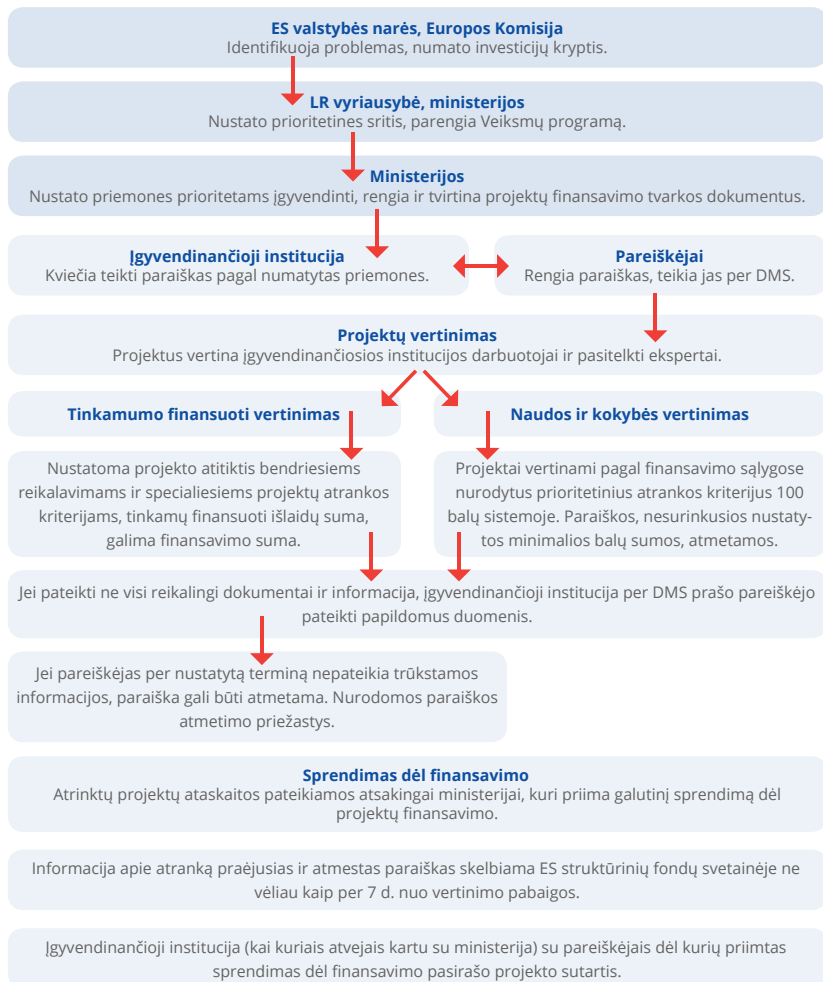 ES valstybės narės, Europos Komisija
Identifikuoja problemas, numato investicijų kryptis.
LR vyriausybė, ministerijos
Nustato prioritetines sritis, parengia Veiksmų programą.
Ministerijos
Nustato priemones prioritetams įgyvendinti, rengia ir tvirtina projektų finansavimo tvarkos dokumentus.
Įgyvendinančioji institucija
Kviečia teikti paraiškas pagal numatytas priemones.
Pareiškėjai
Rengia paraiškas, teikia jas per DMS.
Projektų vertinimas
Projektus vertina įgyvendinančiosios institucijos darbuotojai ir pasitelkti ekspertai.
Tinkamumo finansuoti vertinimas
Nustatoma projekto atitiktis bendriesiems
reikalavimams ir specialiesiems projektų atrankos
kriterijams, tinkamų finansuoti išlaidų suma,
galima finansavimo suma.
Naudos ir kokybės vertinimas
Projektai vertinami pagal finansavimo sąlygose
nurodytus prioritetinius atrankos kriterijus 100
balų sistemoje. Paraiškos, nesurinkusios nustaty-
tos minimalios balų sumos, atmetamos.
Jei pateikti ne visi reikalingi dokumentai ir informacija, įgyvendinančioji institucija per DMS prašo pareiškėjo
pateikti papildomus duomenis.
Jei pareiškėjas per nustatytą terminą nepateikia trūkstamos
informacijos, paraiška gali būti atmetama. Nurodomos paraiškos
atmetimo priežastys.
Sprendimas dėl finansavimo
Atrinktų projektų ataskaitos pateikiamos atsakingai ministerijai, kuri priima galutinį sprendimą dėl
projektų finansavimo.
Informacija apie atranką praėjusias ir atmestas paraiškas skelbiama ES struktūrinių fondų svetainėje ne
vėliau kaip per 7 d. nuo vertinimo pabaigos.
Įgyvendinančioji institucija (kai kuriais atvejais kartu su ministerija) su pareiškėjais dėl kurių priimtas
sprendimas dėl finansavimo pasirašo projekto sutartis.